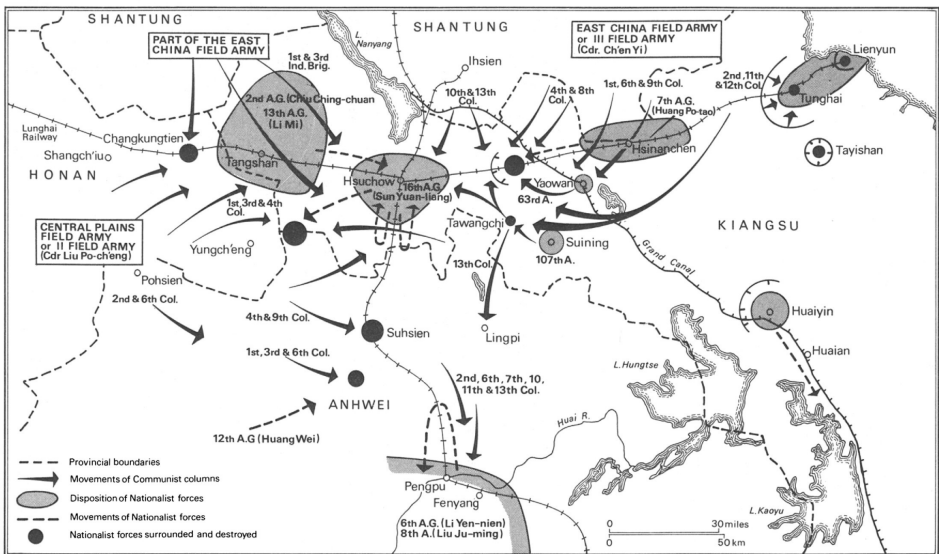 SHANTUNG
PART OF THE EAST
CHINA FIELD ARMY
L.
Nanyang
SHANTUNG
EAST CHINA FIELD ARMY
or III FIELD ARMY
(Cdr. Ch'en Yi)
Lienyun
1st & 3rd
Ind. Brig.
Ihsien
2nd A.G. (Ch'iu Ching-chuan
13th A.G.
(Li Mi)
10th & 13th
Col.
4th & 8th
Col.
1st, 6th & 9th Col.
7th A.G.
(Huang Po-tao)
2nd, 11th
& 12th Col.
Tunghai
Lunghai
Railway
Changkungtien
Shangch'iu
HONAN
Tangshan
Hsuchow
16th A.G.
(Sun Yuan-liang)
Hsinanchen
Tayishan
Yaowan
63rd A.
1st, 3rd & 4th
Col.
CENTRAL PLAINS
FIELD ARMY
or II FIELD ARMY
(Cdr Liu Po-ch'eng)
Yungch'eng
Tawangchi
Suining
107th A.
KIANGSU
Grand Canal
Pohsien
2nd & 6th Col.
13th Col.
4th & 9th Col.
Suhsien
Lingpi
Huaiyin
Huaian
1st, 3rd & 6th Col.
ANHWEI
12th A.G (Huang Wei)
2nd, 6th, 7th, 10,
11th & 13th Col.
L. Hungtse
Huai R.
Pengpu
Fenyang
6th A.G. (Li Yen-nien)
8th A. (Liu Ju-ming)
L. Kaoyu
Provincial boundaries
Movements of Communist columns
Disposition of Nationalist forces
Movements of Nationalist forces
Nationalist forces surrounded and destroyed
0 30 miles
0 50 km